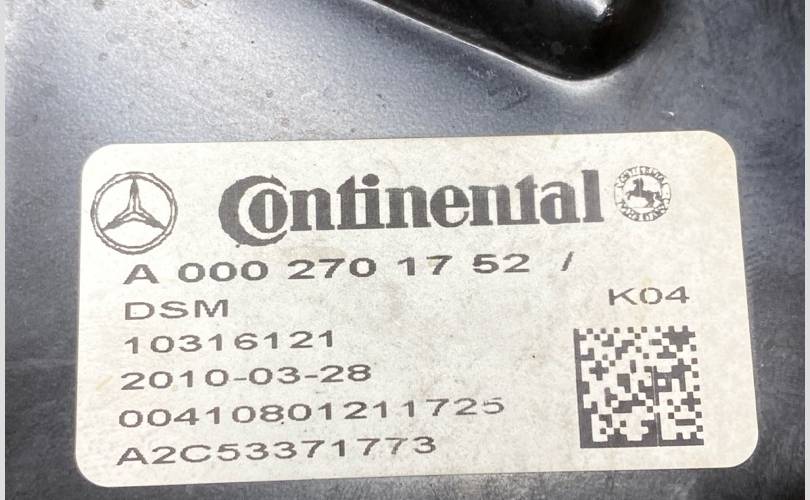 Continental
A 000 270 17 52 /
DSM
K04
10316121
2010-03-28
00410801211725
A2C53371773